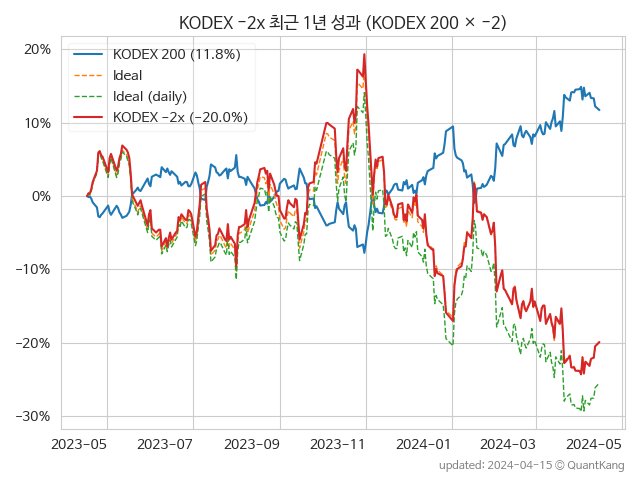 KODEX -2x 최근 1년 성과 (KODEX 200 × -2)
KODEX 200 (11.8%)
Ideal
Ideal (daily)
KODEX -2x (-20.0%)
20%
10%
0%
-10%
-20%
-30%
2023-05 2023-07 2023-09 2023-11 2024-01 2024-03 2024-05
updated: 2024-04-15 © QuantKang